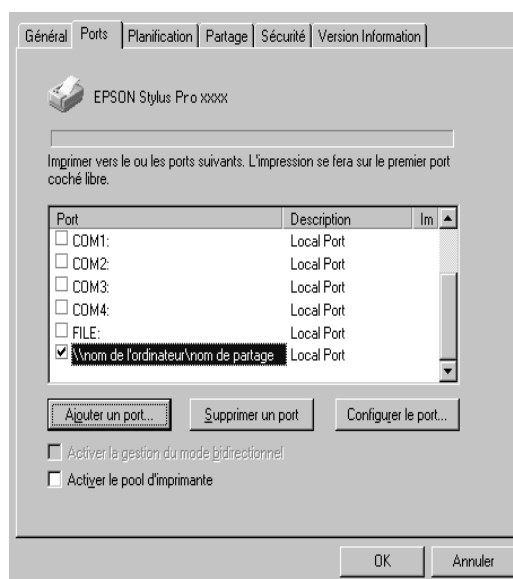 Général Ports Planification Partage Sécurité Version Information
EPSON Stylus Pro xxxx
Imprimer vers le ou les ports suivants. L'impression se fera sur le premier port
coché libre.
Port Description Im
COM1: Local Port
COM2: Local Port
COM3: Local Port
COM4: Local Port
FILE: Local Port
\\nom de l'ordinateur\nom de partage Local Port
Ajouter un port... Supprimer un port Configurer le port...
Activer la gestion du mode bidirectionnel
Activer le pool d'imprimante
OK Annuler